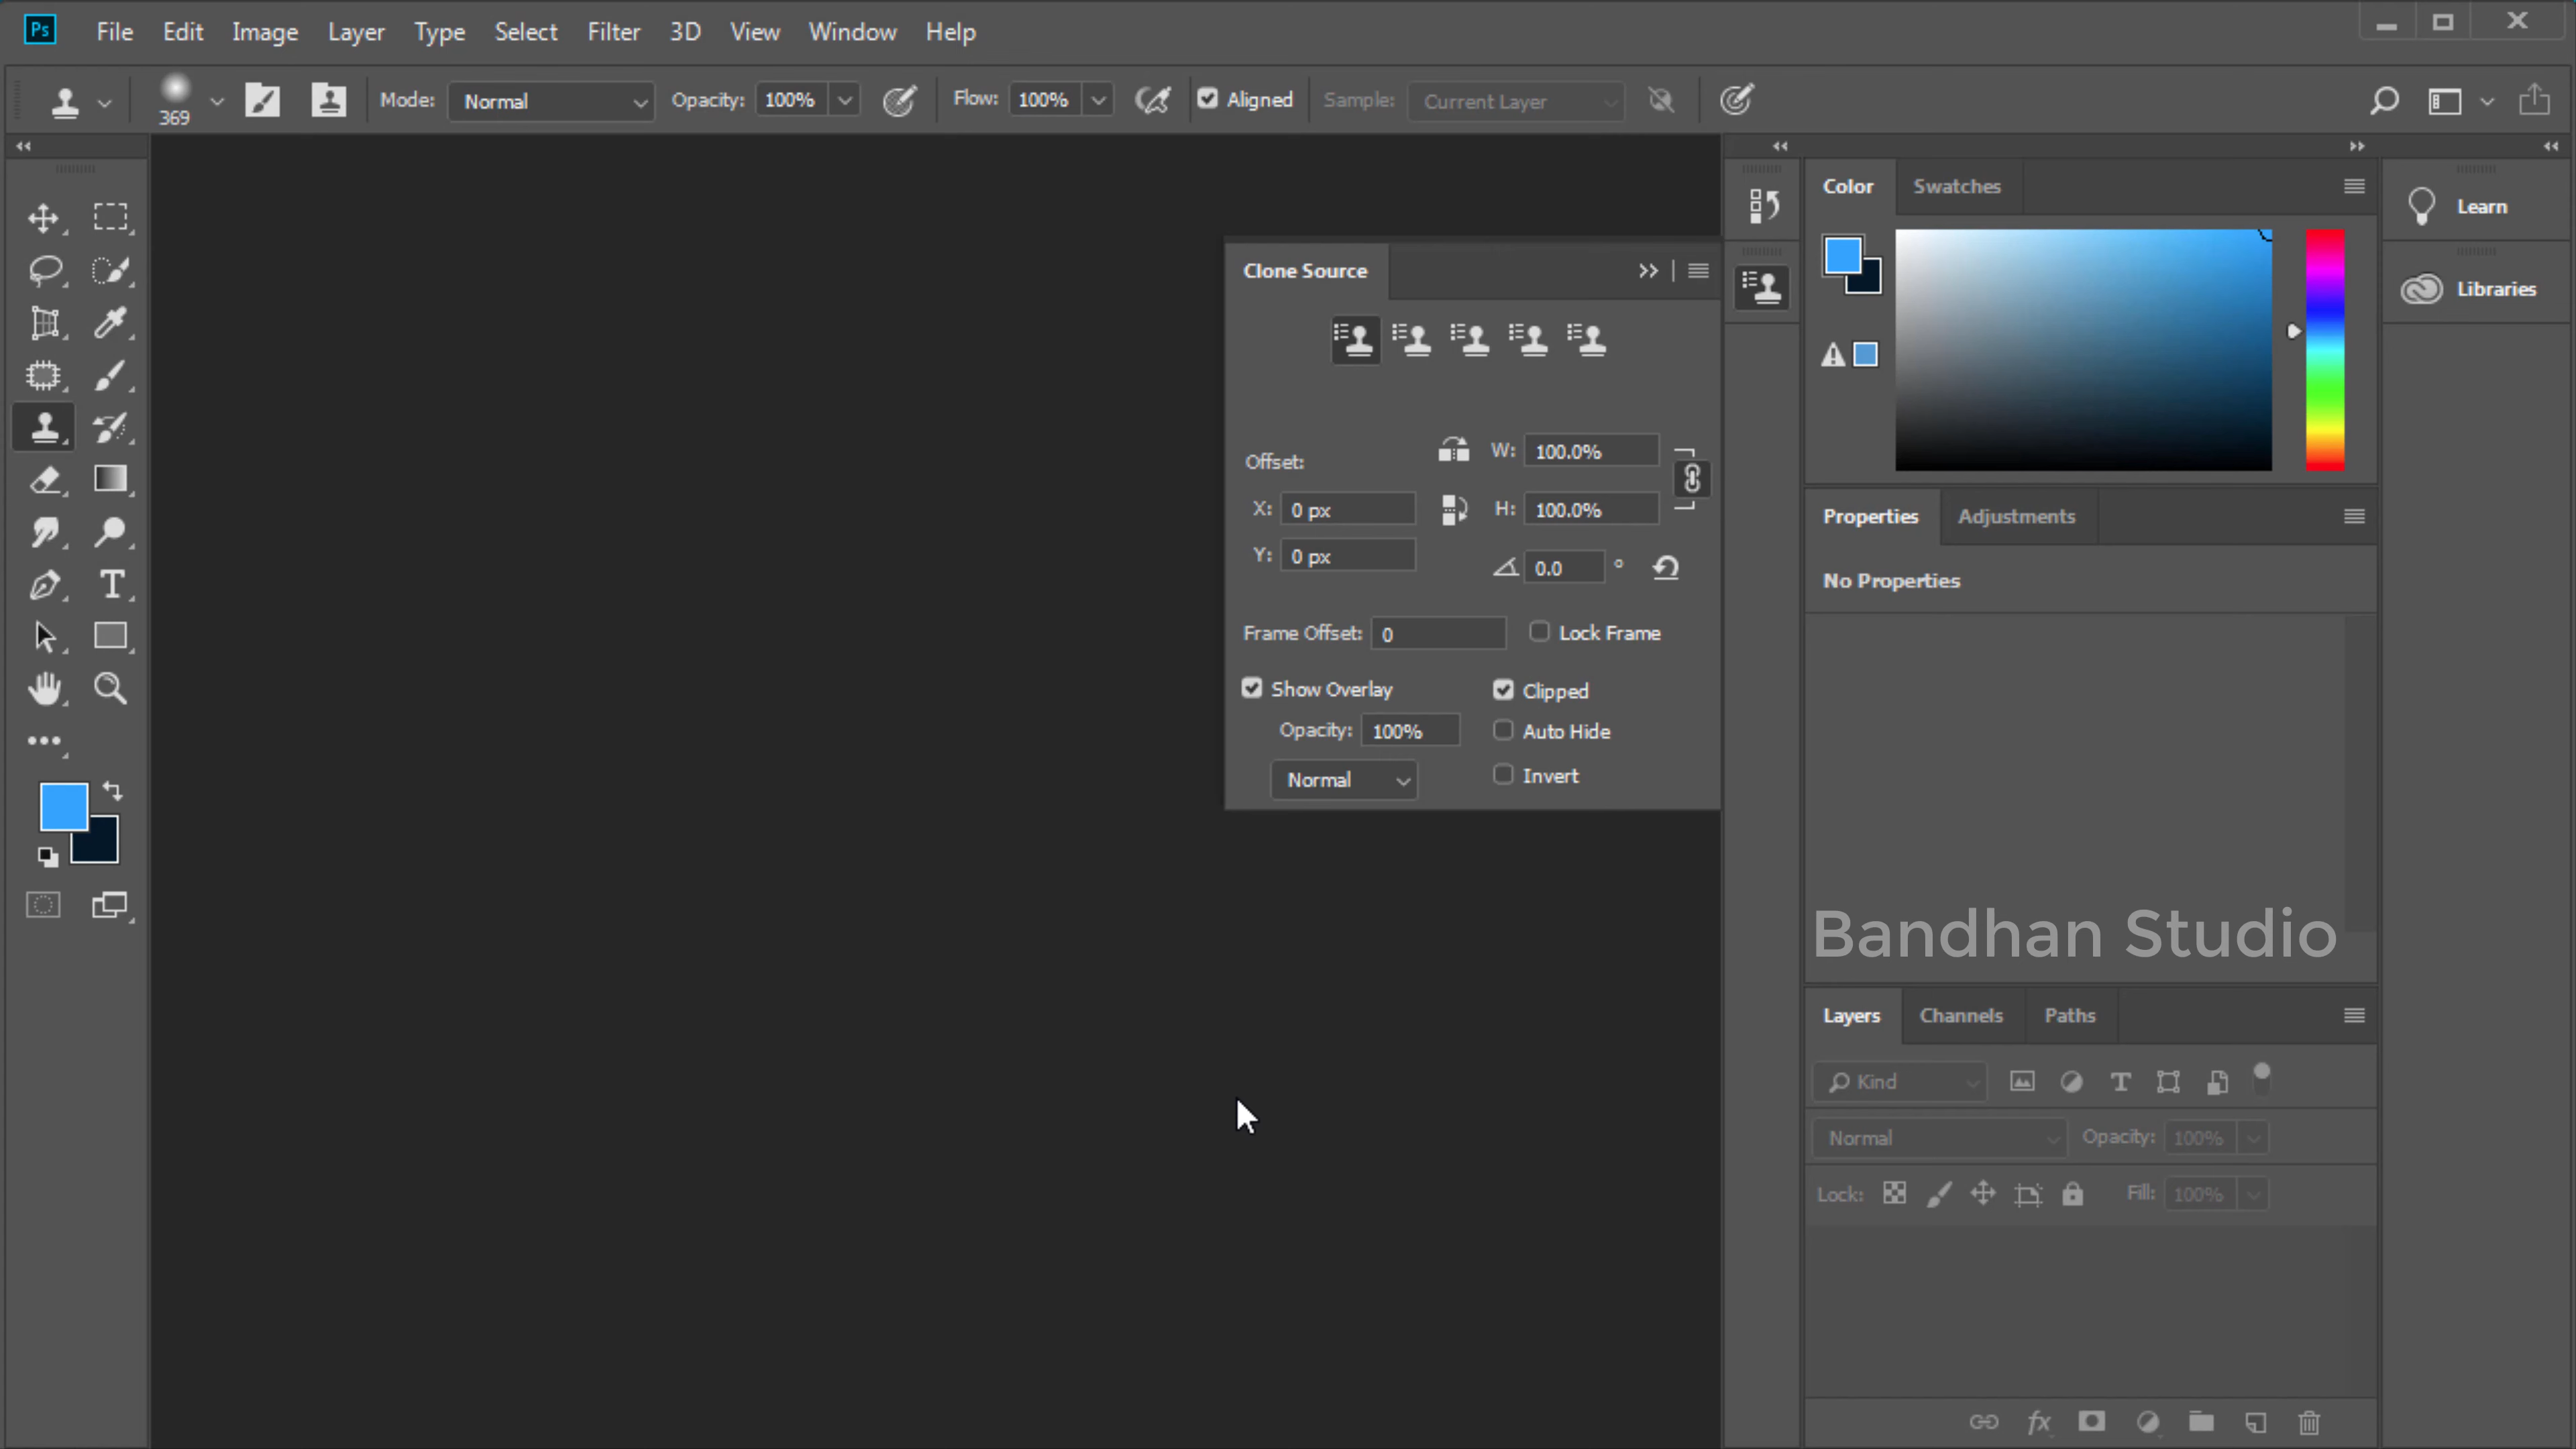 Ps File Edit Image Layer Type Select Filter 3D View Window Help
369 Mode: Normal Opacity: 100% Flow: 100% Aligned Sample: Current Layer
Color Swatches
Learn
Libraries
Clone Source
Offset:
X: 0 px
Y: 0 px
W: 100.0%
H: 100.0%
0.0 °
Frame Offset: 0 Lock Frame
Show Overlay Clipped
Opacity: 100% Auto Hide
Normal Invert
T
Properties Adjustments
No Properties
Bandhan Studio
Layers Channels Paths
Kind T
Normal Opacity: 100%
Lock: Fill: 100%
fx